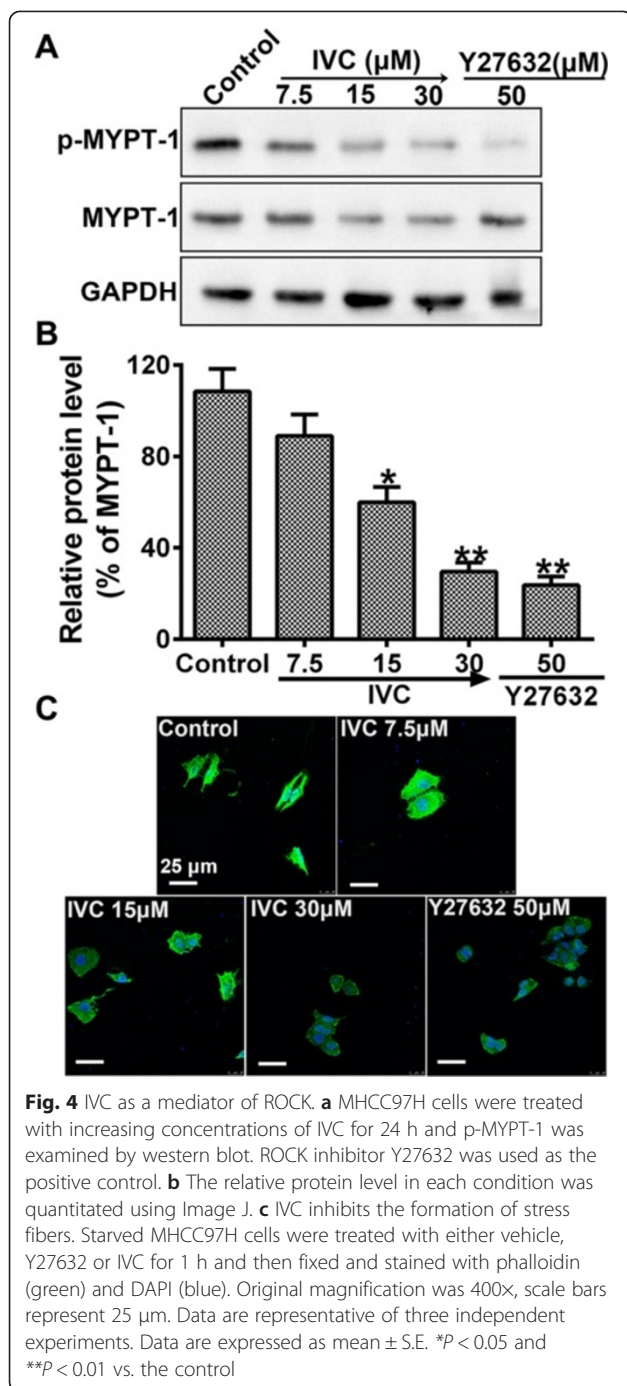 A
Control
IVC (µM)
Y27632(µM)
7.5 15 30 50
p-MYPT-1
MYPT-1
GAPDH
B
Relative protein level
(% of MYPT-1)
120
80
40
0
*
**
**
Control 7.5 15 30 50
IVC
Y27632
C
Control
IVC 7.5µM
25 µm
IVC 15µM
IVC 30µM
Y27632 50µM
Fig. 4 IVC as a mediator of ROCK. a MHCC97H cells were treated
with increasing concentrations of IVC for 24 h and p-MYPT-1 was
examined by western blot. ROCK inhibitor Y27632 was used as the
positive control. b The relative protein level in each condition was
quantitated using Image J. c IVC inhibits the formation of stress
fibers. Starved MHCC97H cells were treated with either vehicle,
Y27632 or IVC for 1 h and then fixed and stained with phalloidin
(green) and DAPI (blue). Original magnification was 400×, scale bars
represent 25 µm. Data are representative of three independent
experiments. Data are expressed as mean ± S.E. *P < 0.05 and
**P < 0.01 vs. the control